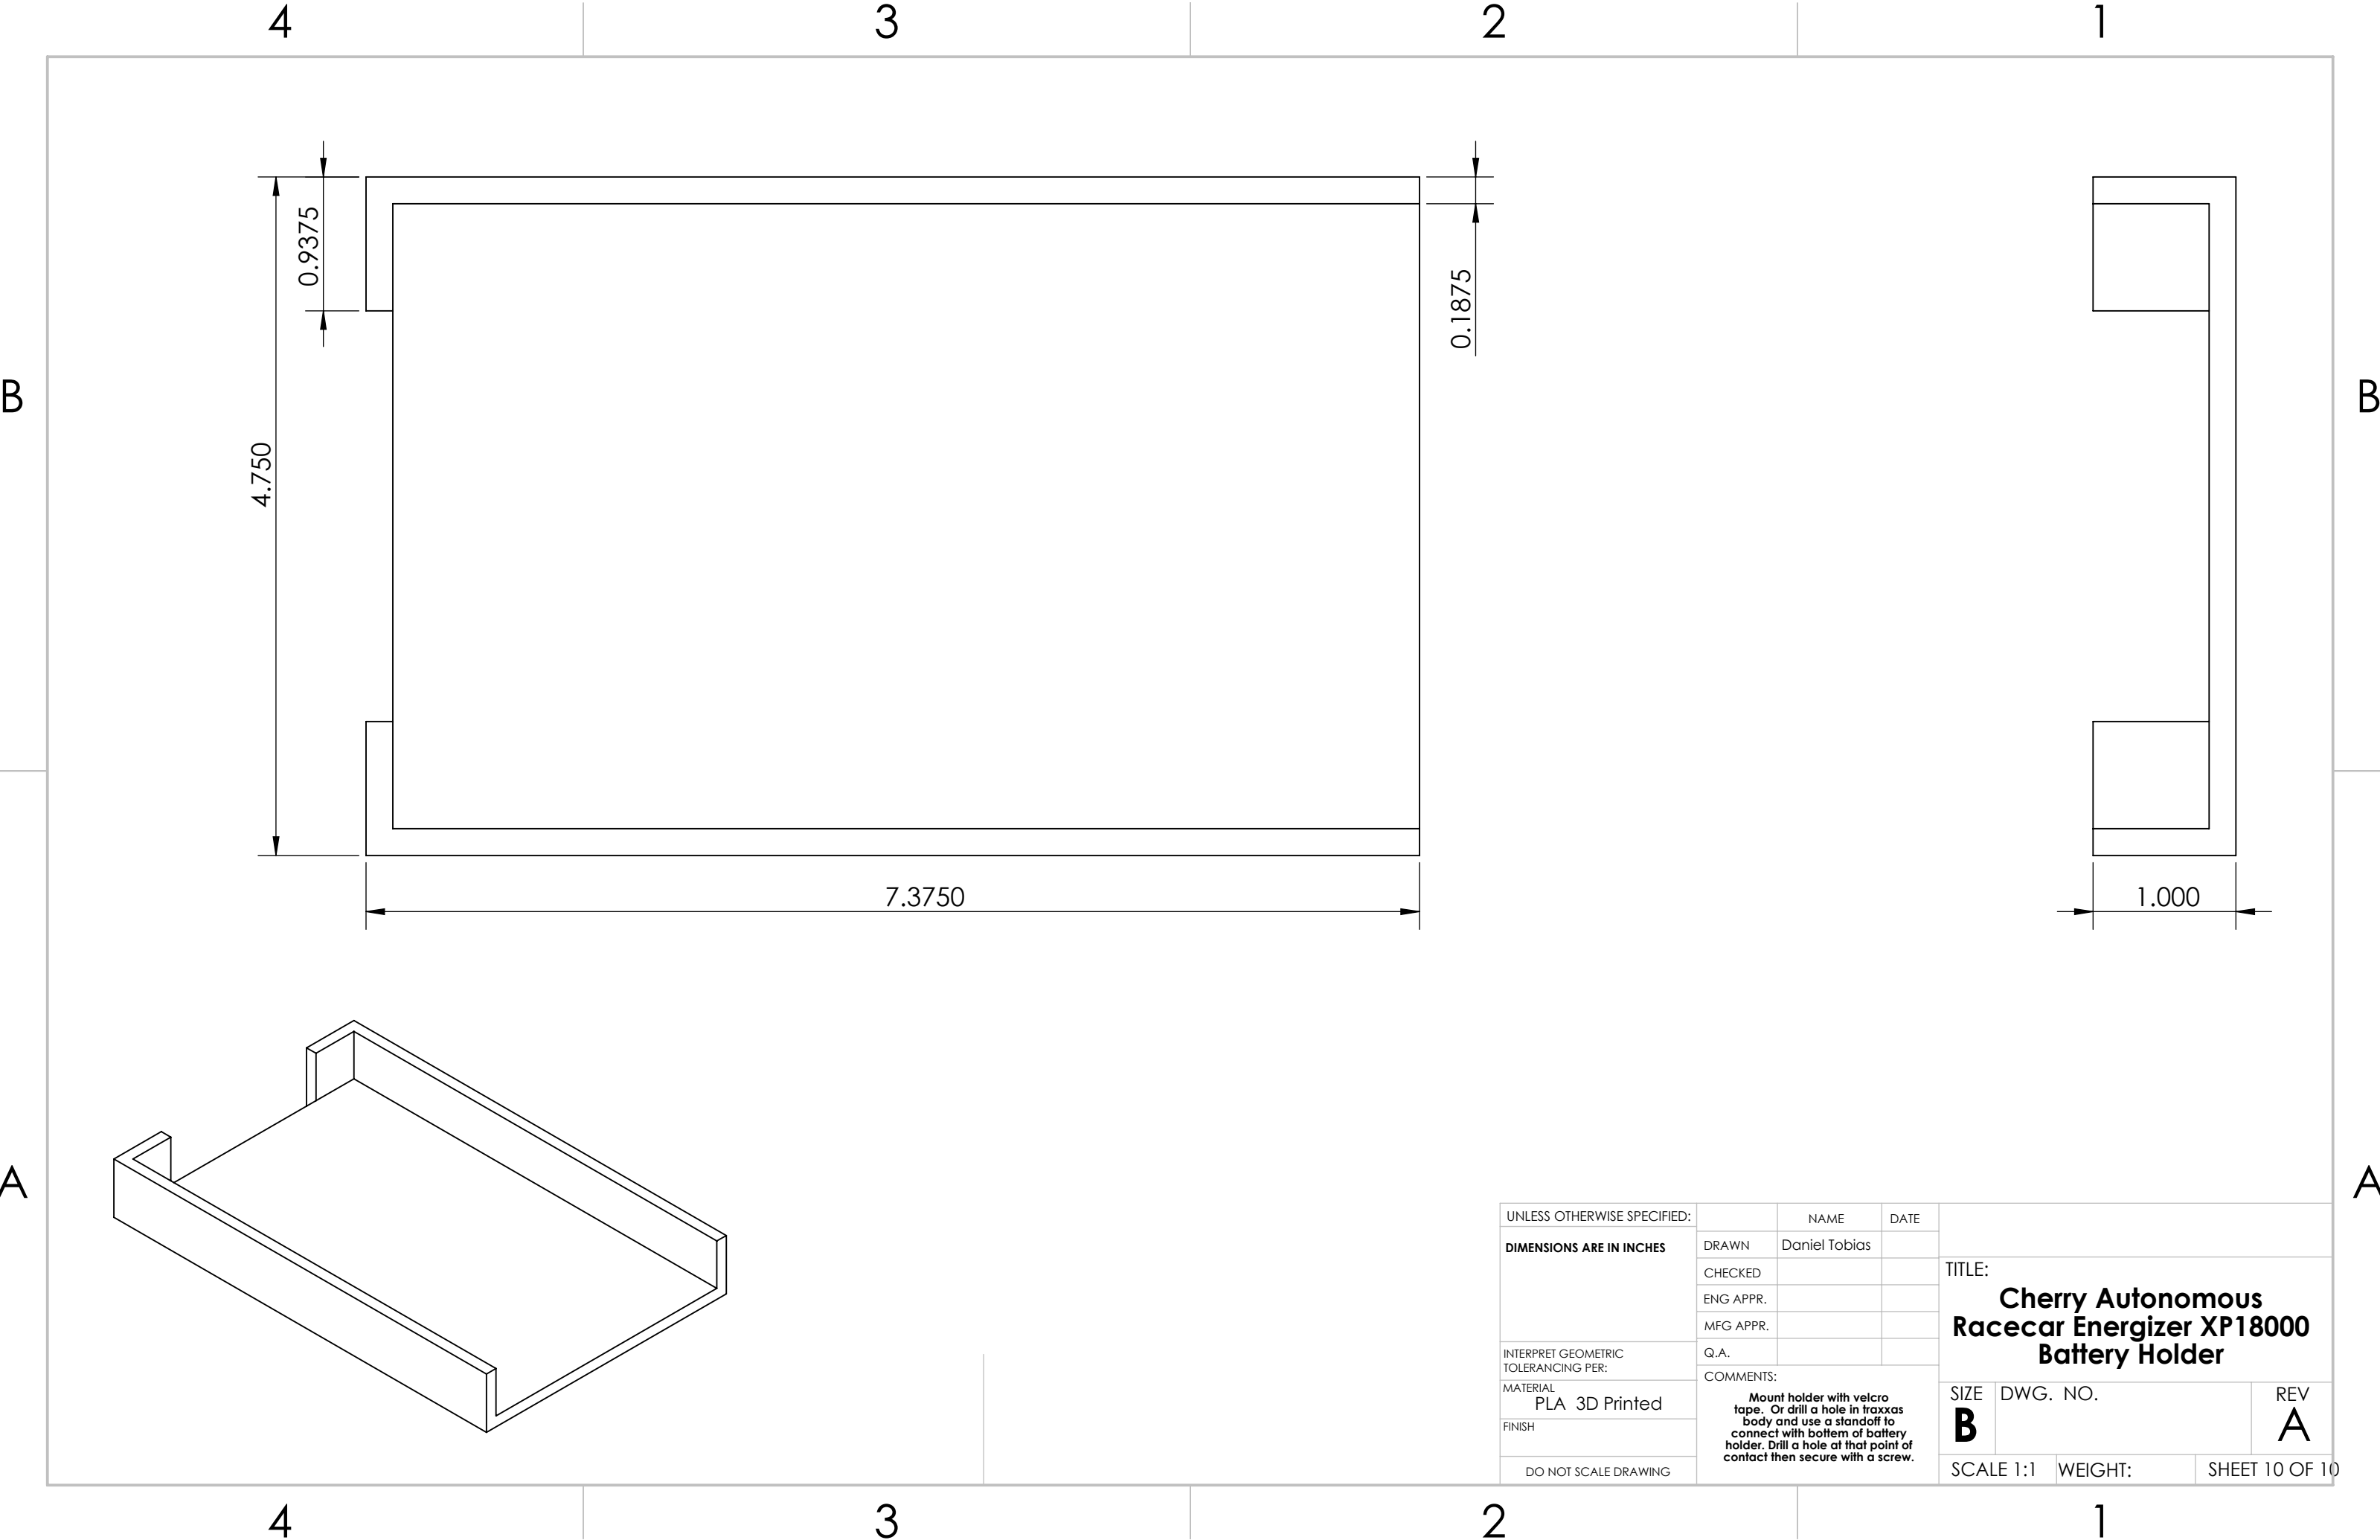 4 3 2 1
0.9375
0.1875
B B
4.750
7.3750
1.000
A A
UNLESS OTHERWISE SPECIFIED:
DIMENSIONS ARE IN INCHES
INTERPRET GEOMETRIC
TOLERANCING PER:
MATERIAL
PLA 3D Printed
FINISH
DO NOT SCALE DRAWING
NAME DATE
DRAWN Daniel Tobias
CHECKED
ENG APPR.
MFG APPR.
Q.A.
COMMENTS:
Mount holder with velcro
tape. Or drill a hole in traxxas
body and use a standoff to
connect with bottem of battery
holder. Drill a hole at that point of
contact then secure with a screw.
TITLE:
Cherry Autonomous
Racecar Energizer XP18000
Battery Holder
SIZE DWG. NO. REV
B A
SCALE 1:1 WEIGHT: SHEET 10 OF 10
4 3 2 1